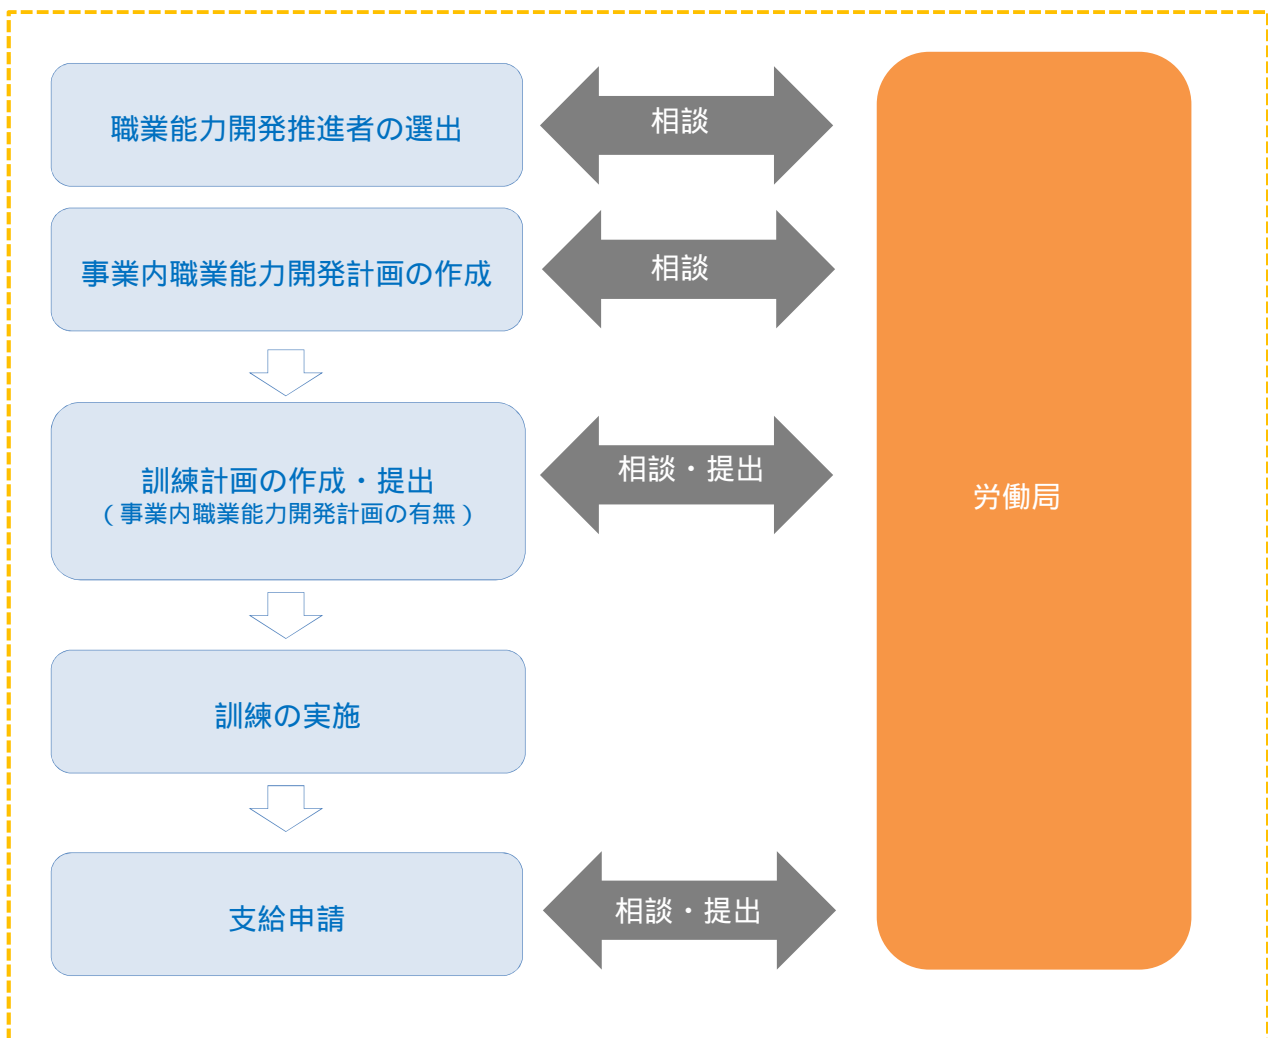 職業能力開発推進者の選出
相談
事業内職業能力開発計画の作成
相談
訓練計画の作成・提出
（事業内職業能力開発計画の有無）
相談・提出
労働局
訓練の実施
支給申請
相談・提出